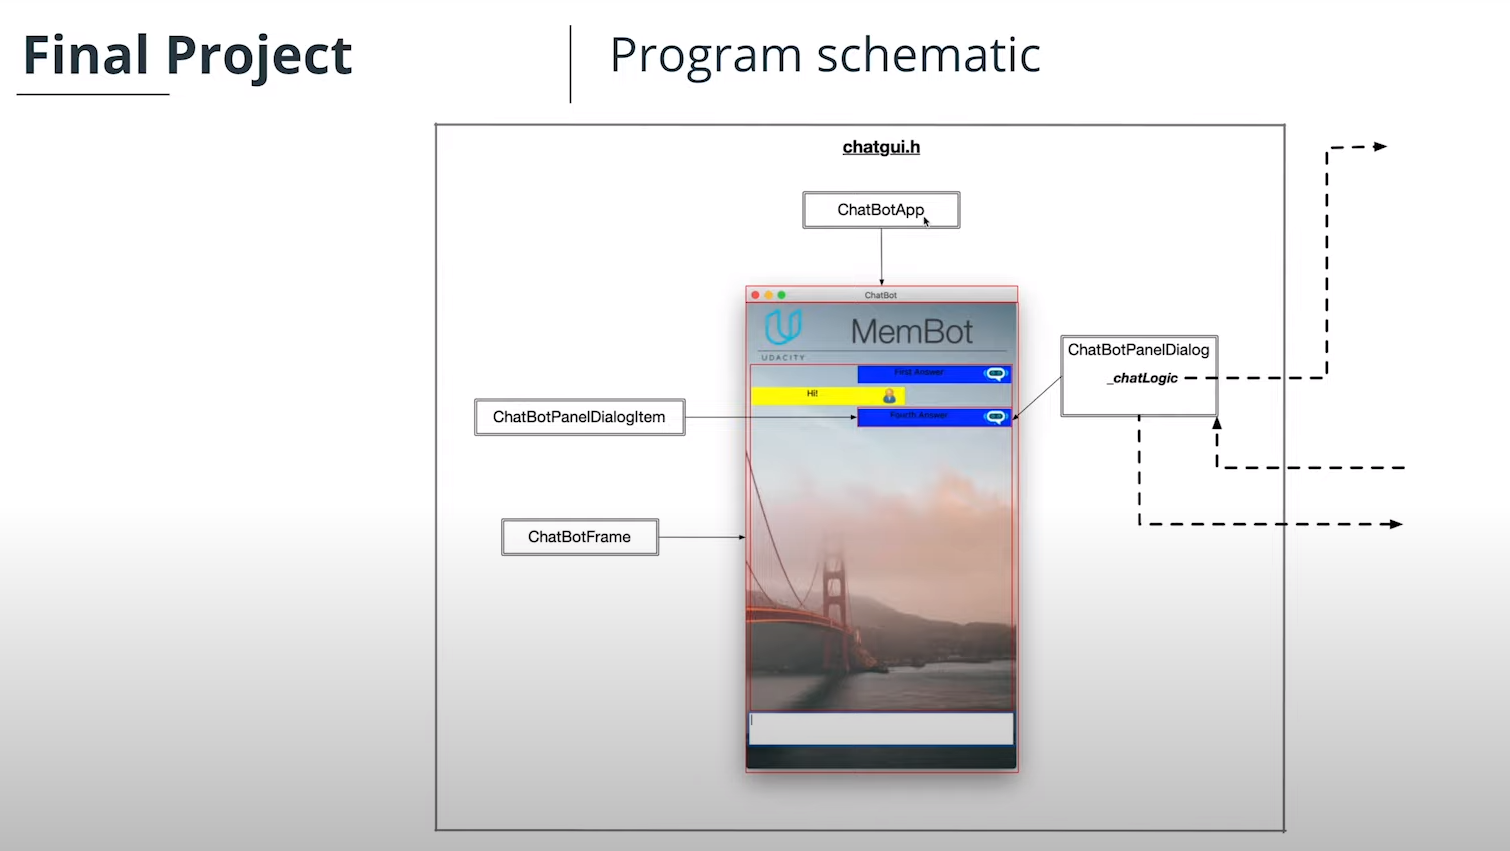 Final Project
Program schematic
chatgui.h
ChatBotApp
ChatBot
UDACITY
MemBot
First Answer
Hi!
Fourth Answer
ChatBotPanelDialog
_chatLogic
ChatBotPanelDialogItem
ChatBotFrame